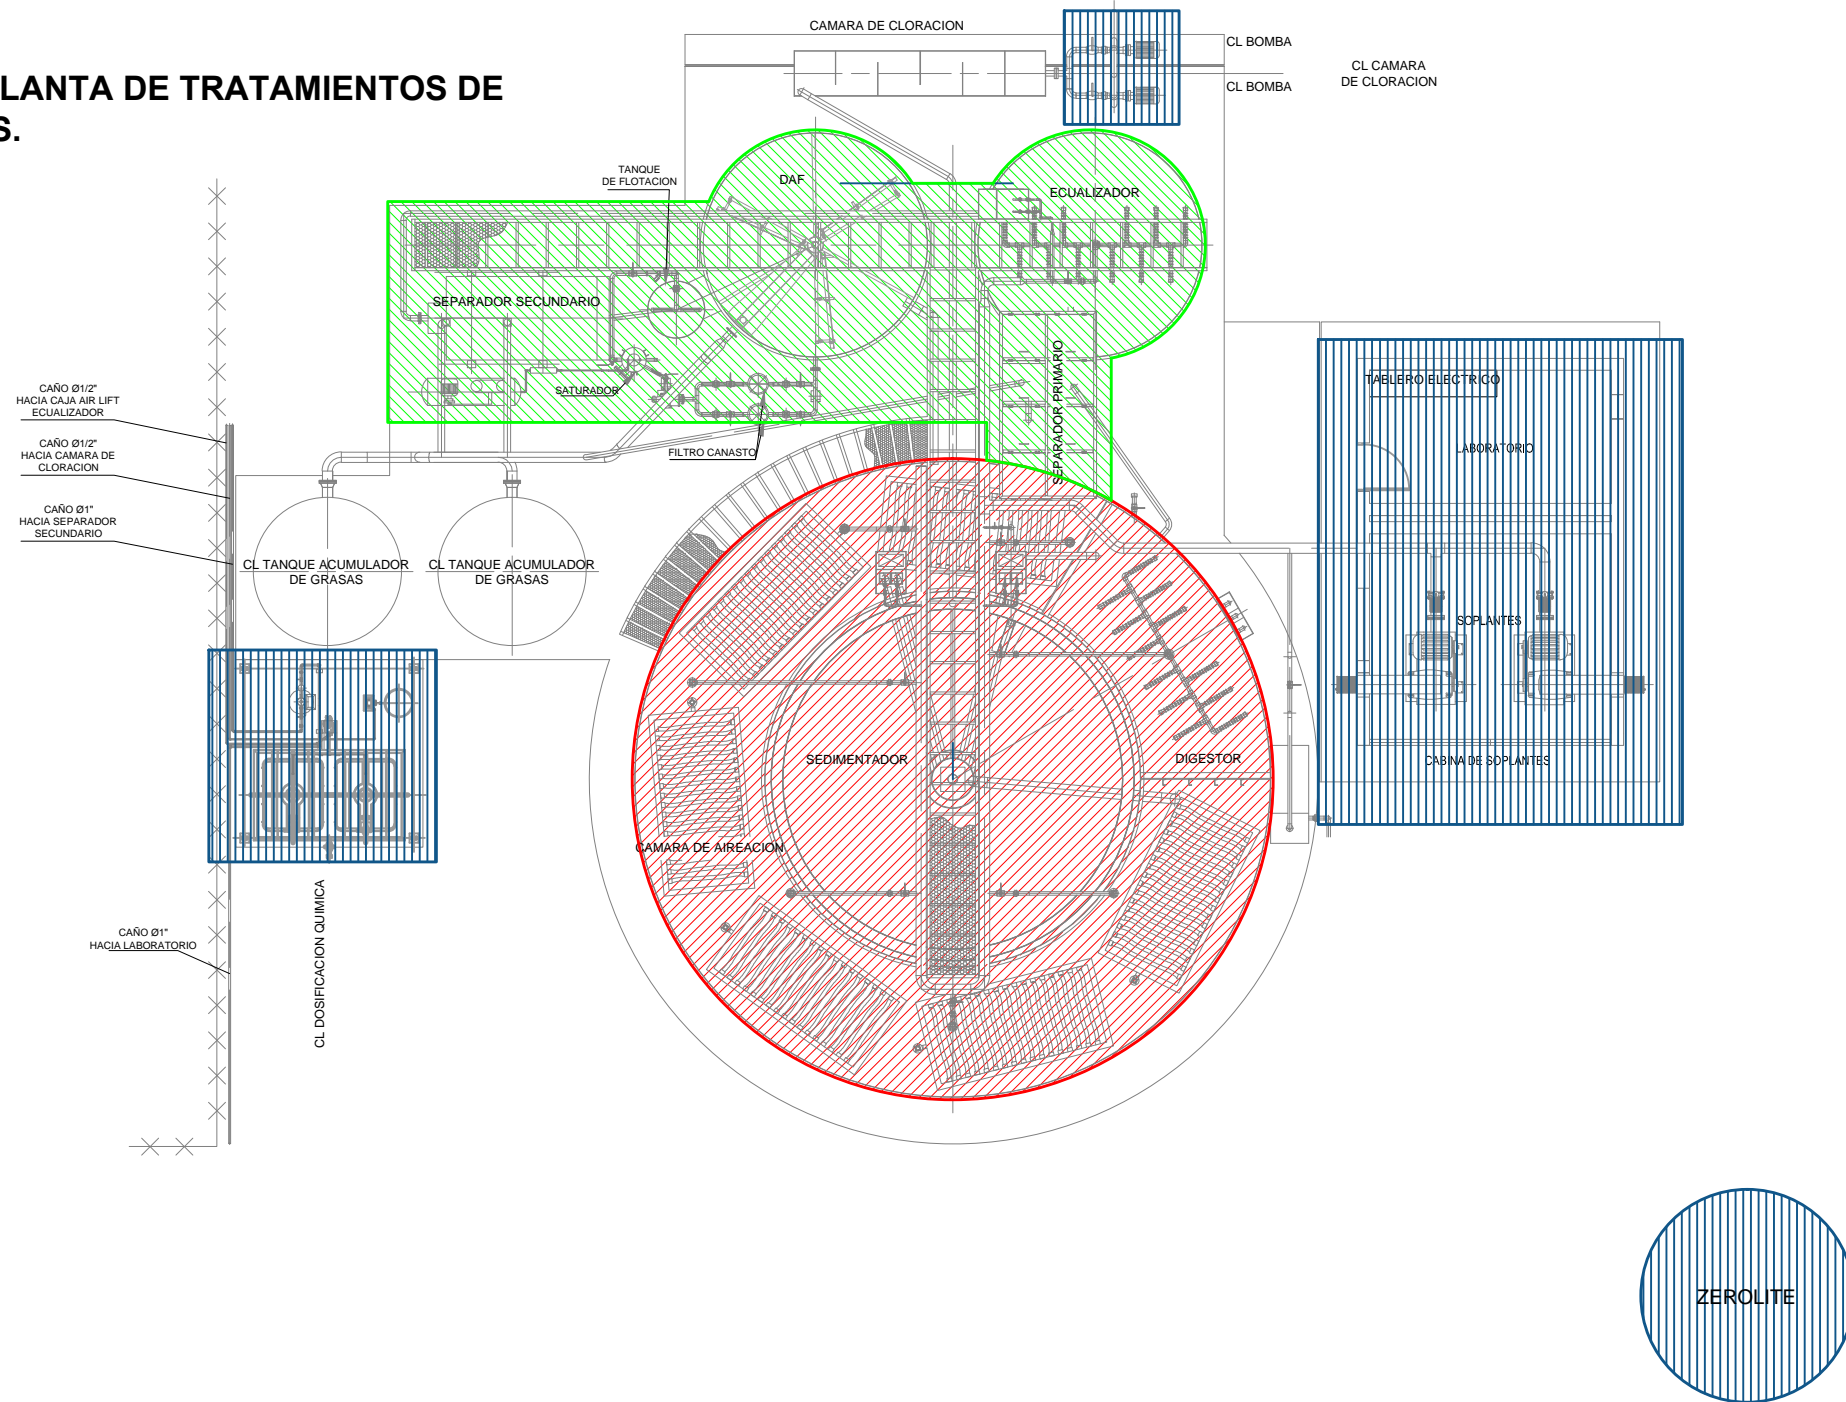 LANTA DE TRATAMIENTOS DE
S.
CAMARA DE CLORACION
CL BOMBA
CL BOMBA
CL CAMARA
DE CLORACION
TANQUE
DE FLOTACION
DAF
ECUALIZADOR
SEPARADOR SECUNDARIO
SATURADOR
FILTRO CANASTO
SEPARADOR PRIMARIO
TABLERO ELECTRICO
LABORATORIO
SOPLANTES
CABINA DE SOPLANTES
CAÑO Ø1/2"
HACIA CAJA AIR LIFT
ECUALIZADOR
CAÑO Ø1/2"
HACIA CAMARA DE
CLORACION
CAÑO Ø1"
HACIA SEPARADOR
SECUNDARIO
CL TANQUE ACUMULADOR
DE GRASAS
CL TANQUE ACUMULADOR
DE GRASAS
SEDIMENTADOR
DIGESTOR
CAMARA DE AIREACION
CAÑO Ø1"
HACIA LABORATORIO
CL DOSIFICACION QUIMICA
ZEROLITE